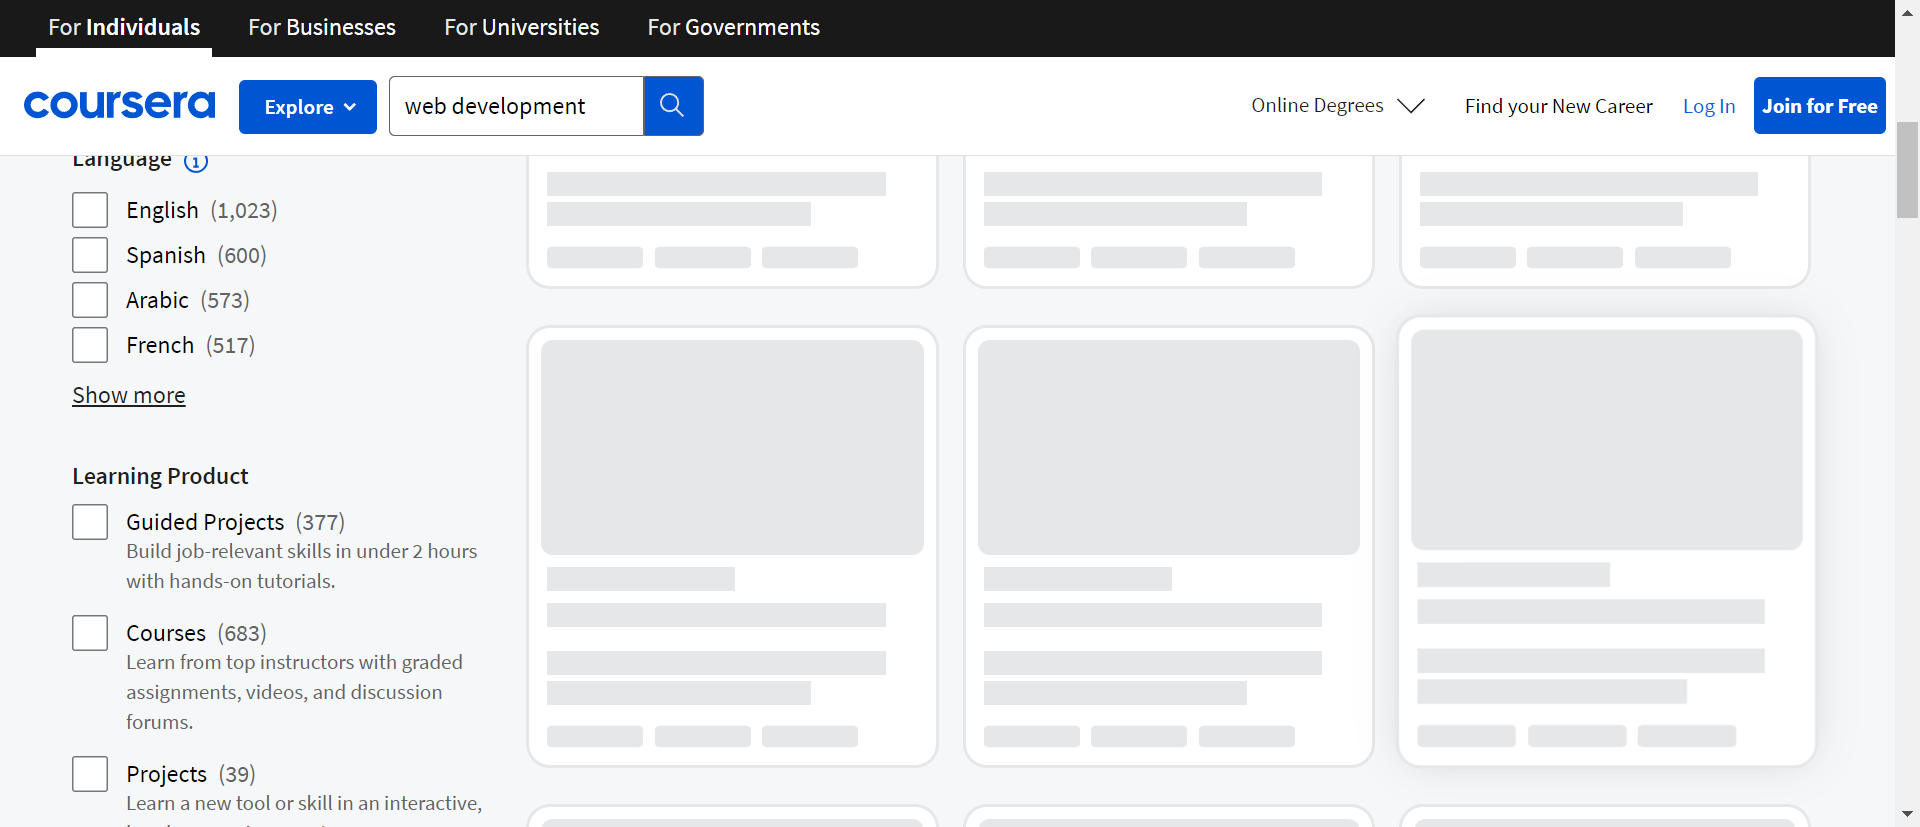 For Individuals For Businesses For Universities For Governments
coursera Explore web development Online Degrees Find your New Career Log In Join for Free
Language
English (1,023)
Spanish (600)
Arabic (573)
French (517)
Show more
Learning Product
Guided Projects (377)
Build job-relevant skills in under 2 hours
with hands-on tutorials.
Courses (683)
Learn from top instructors with graded
assignments, videos, and discussion
forums.
Projects (39)
Learn a new tool or skill in an interactive,